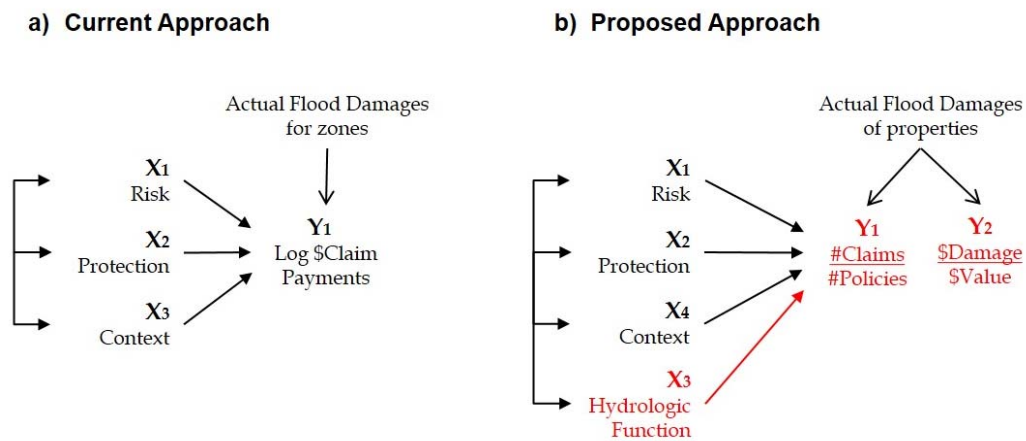 a) Current Approach
Actual Flood Damages
for zones
X1
Risk
X2
Protection
X3
Context
Y1
Log $Claim
Payments
b) Proposed Approach
Actual Flood Damages
of properties
X1
Risk
X2
Protection
X4
Context
X3
Hydrologic
Function
Y1
#Claims
#Policies
Y2
$Damage
$Value